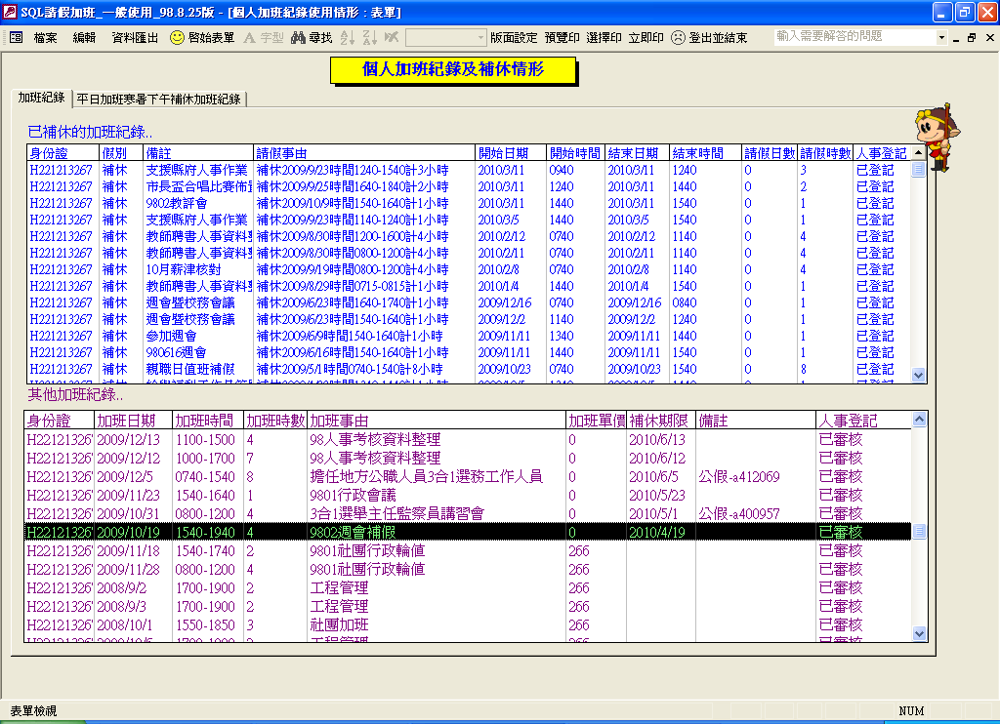 SQL請假加班_一般使用_98.8.25版 - [個人加班紀錄使用情形 : 表單]
檔案 編輯 資料匯出 啓始表單 字型 尋找 版面設定 預覽印 選擇印 立即印 登出並結束 輸入需要解答的問題
個人加班紀錄及補休情形
加班紀錄 平日加班寒暑下午補休加班紀錄
已補休的加班紀錄..
身份證 假別 備註 請假事由 開始日期 開始時間 結束日期 結束時間 請假日數 請假時數 人事登記
H221213267 補休 支援縣府人事作業 補休2009/9/23時間1240-1540計3小時 2010/3/11 0940 2010/3/11 1240 0 3 已登記
H221213267 補休 市長盃合唱比賽佈 補休2009/9/25時間1640-1840計2小時 2010/3/11 1240 2010/3/11 1440 0 2 已登記
H221213267 補休 9802教評會 補休2009/10/9時間1540-1640計1小時 2010/3/11 1440 2010/3/11 1540 0 1 已登記
H221213267 補休 支援縣府人事作業 補休2009/9/23時間1140-1240計1小時 2010/3/5 1440 2010/3/5 1540 0 1 已登記
H221213267 補休 教師聘書人事資料整 補休2009/8/30時間1200-1600計4小時 2010/2/12 0740 2010/2/12 1140 0 4 已登記
H221213267 補休 教師聘書人事資料整 補休2009/8/30時間0800-1200計4小時 2010/2/11 0740 2010/2/11 1140 0 4 已登記
H221213267 補休 10月薪津核對 補休2009/9/19時間0800-1200計4小時 2010/2/8 0740 2010/2/8 1140 0 4 已登記
H221213267 補休 教師聘書人事資料整 補休2009/8/29時間0715-0815計1小時 2010/1/4 1440 2010/1/4 1540 0 1 已登記
H221213267 補休 週會暨校務會議 補休2009/6/23時間1640-1740計1小時 2009/12/16 0740 2009/12/16 0840 0 1 已登記
H221213267 補休 週會暨校務會議 補休2009/6/23時間1540-1640計1小時 2009/12/2 1140 2009/12/2 1240 0 1 已登記
H221213267 補休 參加週會 補休2009/6/9時間1540-1640計1小時 2009/11/11 1340 2009/11/11 1440 0 1 已登記
H221213267 補休 980616週會 補休2009/6/16時間1540-1640計1小時 2009/11/11 1440 2009/11/11 1540 0 1 已登記
H221213267 補休 親職日值班補假 補休2009/5/1時間0740-1540計8小時 2009/10/23 0740 2009/10/23 1540 0 8 已登記
其他加班紀錄..
身份證 加班日期 加班時間 加班時數 加班事由 加班單價 補休期限 備註 人事登記
H22121326 2009/12/13 1100-1500 4 98人事考核資料整理 0 2010/6/13 已審核
H22121326 2009/12/12 1000-1700 7 98人事考核資料整理 0 2010/6/12 已審核
H22121326 2009/12/5 0740-1540 8 擔任地方公職人員3合1選務工作人員 0 2010/6/5 公假-a412069 已審核
H22121326 2009/11/23 1540-1640 1 9801行政會議 0 2010/5/23 已審核
H22121326 2009/10/31 0800-1200 4 3合1選舉主任監察員講習會 0 2010/5/1 公假-a400957 已審核
H22121326 2009/10/19 1540-1940 4 9802週會補假 0 2010/4/19 已審核
H22121326 2009/11/18 1540-1740 2 9801社團行政輪値 266 已審核
H22121326 2009/11/28 0800-1200 4 9801社團行政輪値 266 已審核
H22121326 2008/9/2 1700-1900 2 工程管理 266 已審核
H22121326 2008/9/3 1700-1900 2 工程管理 266 已審核
H22121326 2008/10/1 1550-1850 3 社團加班 266 已審核
表單檢視 NUM